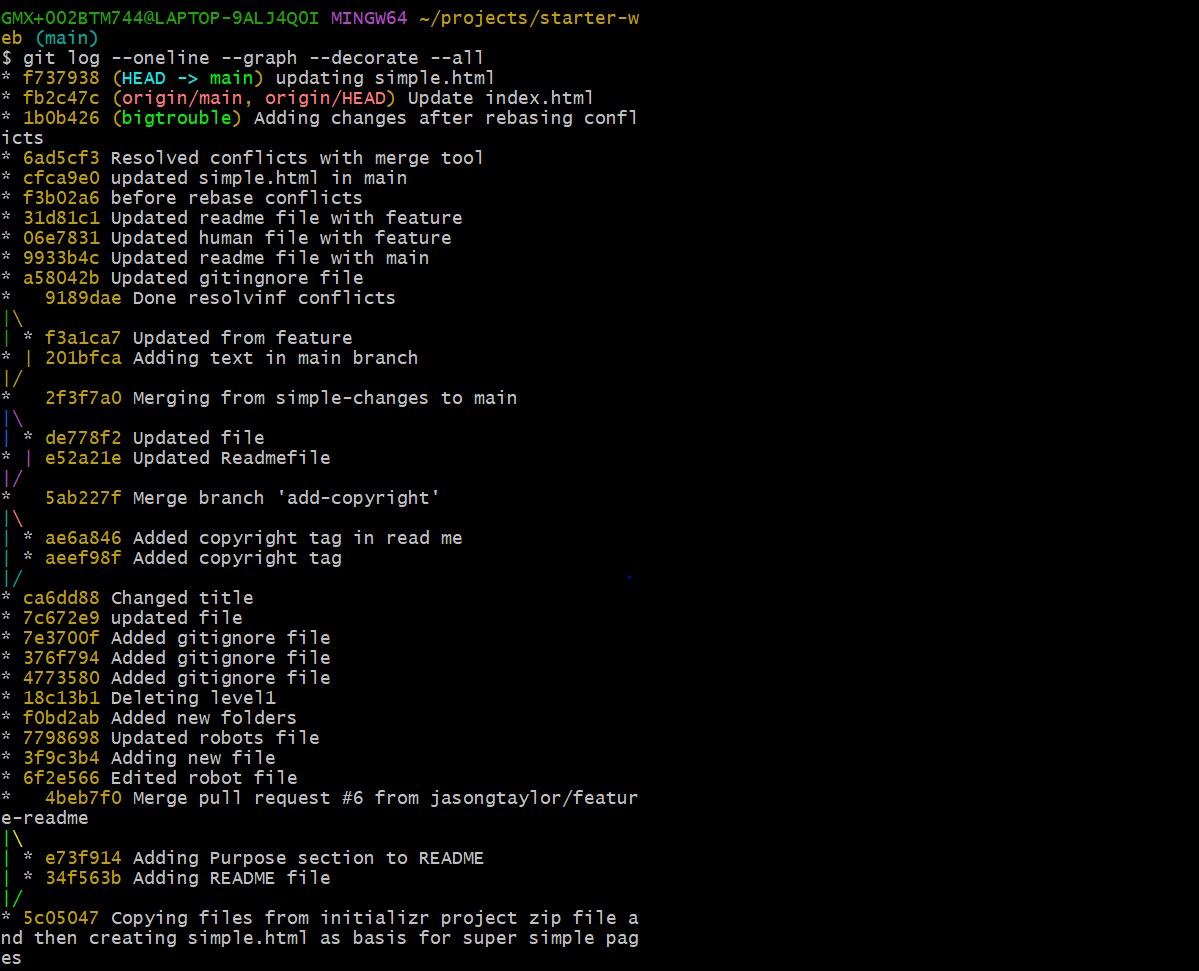 GMX+002BTM744@LAPTOP-9ALJ4Q0I MINGW64 ~/projects/starter-w
eb (main)
$ git log --oneline --graph --decorate --all
* f737938 (HEAD -> main) updating simple.html
* fb2c47c (origin/main, origin/HEAD) Update index.html
* 1b0b426 (bigtrouble) Adding changes after rebasing confl
icts
* 6ad5cf3 Resolved conflicts with merge tool
* cfca9e0 updated simple.html in main
* f3b02a6 before rebase conflicts
* 31d81c1 Updated readme file with feature
* 06e7831 Updated human file with feature
* 9933b4c Updated readme file with main
* a58042b Updated gitingnore file
*   9189dae Done resolvinf conflicts
|\
| * f3a1ca7 Updated from feature
* | 201bfca Adding text in main branch
|/
*   2f3f7a0 Merging from simple-changes to main
|\
| * de778f2 Updated file
* | e52a21e Updated Readmefile
|/
*   5ab227f Merge branch 'add-copyright'
|\
| * ae6a846 Added copyright tag in read me
| * aeef98f Added copyright tag
|/
* ca6dd88 Changed title
* 7c672e9 updated file
* 7e3700f Added gitignore file
* 376f794 Added gitignore file
* 4773580 Added gitignore file
* 18c13b1 Deleting level1
* f0bd2ab Added new folders
* 7798698 Updated robots file
* 3f9c3b4 Adding new file
* 6f2e566 Edited robot file
*   4beb7f0 Merge pull request #6 from jasongtaylor/featur
e-readme
|\
| * e73f914 Adding Purpose section to README
| * 34f563b Adding README file
|/
* 5c05047 Copying files from initializr project zip file a
nd then creating simple.html as basis for super simple pag
es